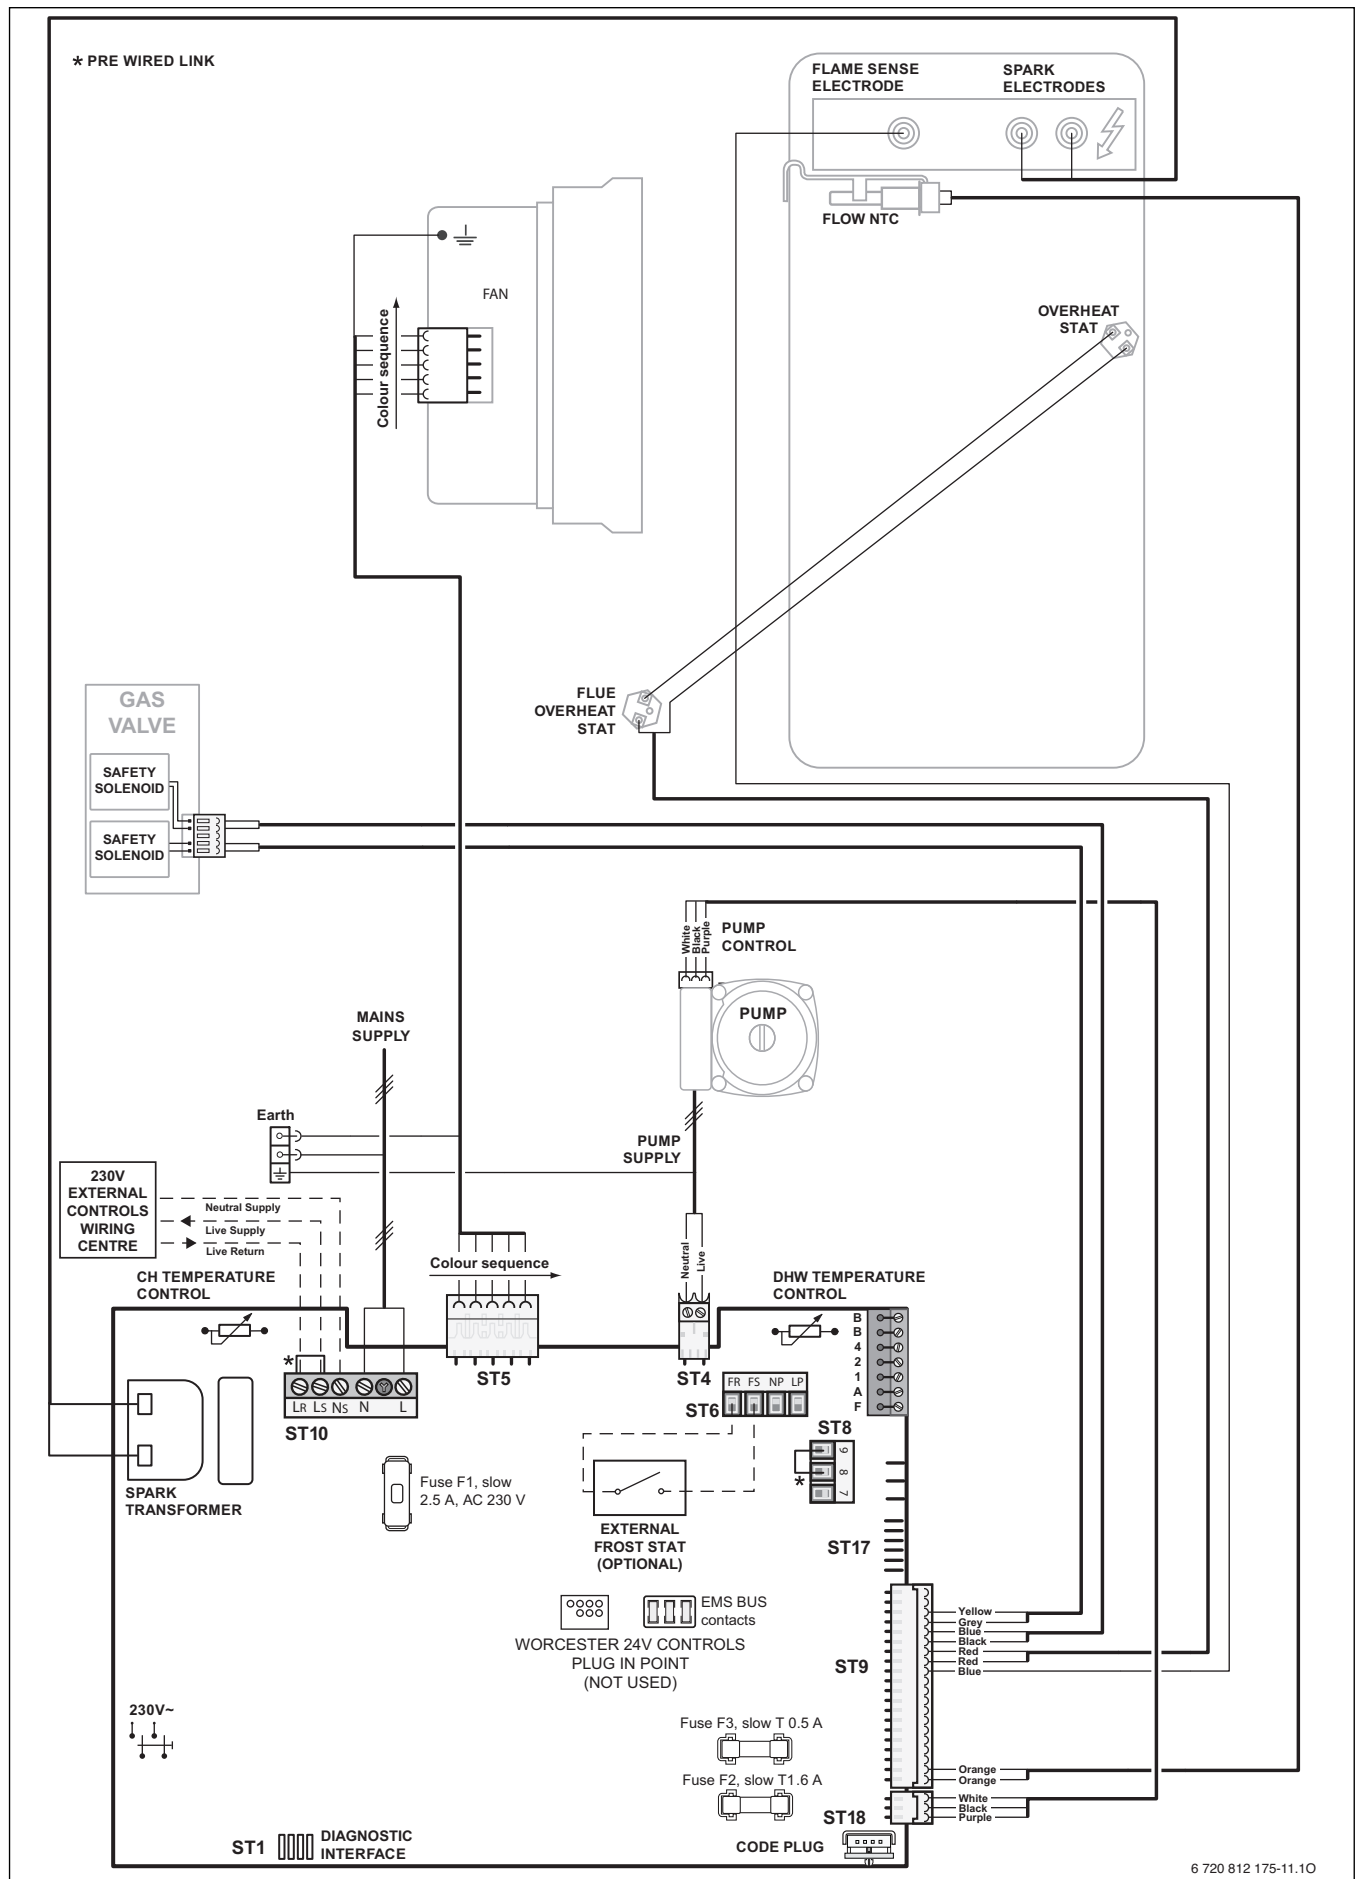 * PRE WIRED LINK
FLAME SENSE
ELECTRODE
SPARK
ELECTRODES
FLOW NTC
FAN
Colour sequence
OVERHEAT
STAT
FLUE
OVERHEAT
STAT
GAS
VALVE
SAFETY
SOLENOID
SAFETY
SOLENOID
White
Black
Purple
PUMP
CONTROL
PUMP
MAINS
SUPPLY
Earth
PUMP
SUPPLY
230V
EXTERNAL
CONTROLS
WIRING
CENTRE
Neutral Supply
Live Supply
Live Return
Colour sequence
Neutral
Live
CH TEMPERATURE
CONTROL
DHW TEMPERATURE
CONTROL
B
B
4
2
1
A
F
*
ST5
ST4
FR FS NP LP
ST6
LR LS NS N L
ST10
ST8
9
8
7
*
SPARK
TRANSFORMER
Fuse F1, slow
2.5 A, AC 230 V
EXTERNAL
FROST STAT
(OPTIONAL)
ST17
EMS BUS
contacts
WORCESTER 24V CONTROLS
PLUG IN POINT
(NOT USED)
ST9
Yellow
Grey
Blue
Black
Red
Red
Blue
230V~
Fuse F3, slow T 0.5 A
Fuse F2, slow T1.6 A
Orange
Orange
White
Black
Purple
ST18
CODE PLUG
ST1
DIAGNOSTIC
INTERFACE
6 720 812 175-11.1O